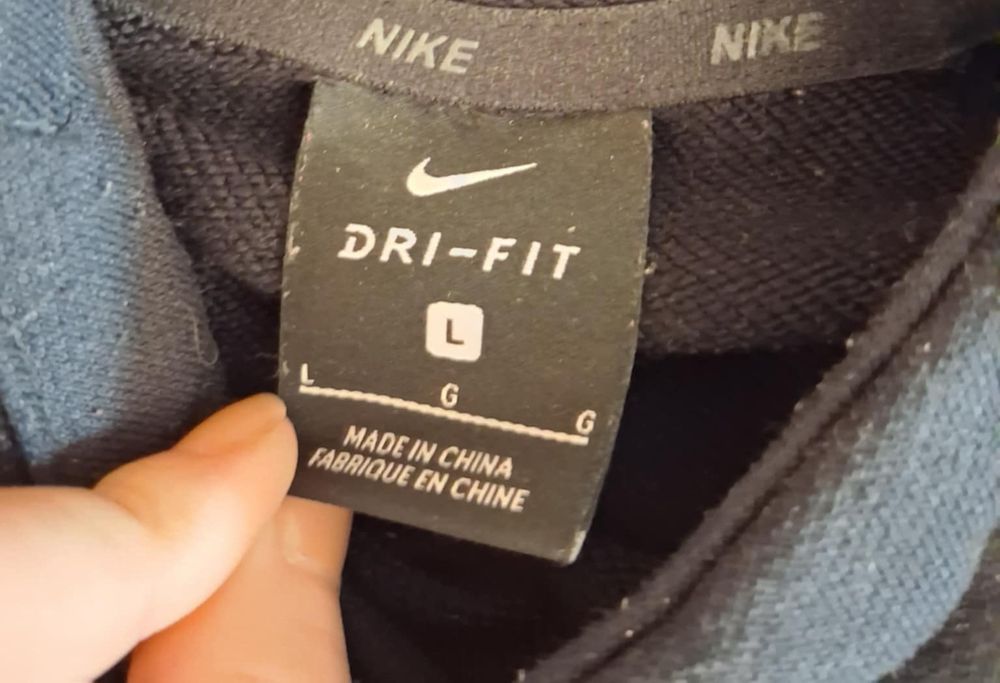 NIKE NIKE
DRI-FIT
L
L G G
MADE IN CHINA
FABRIQUE EN CHINE